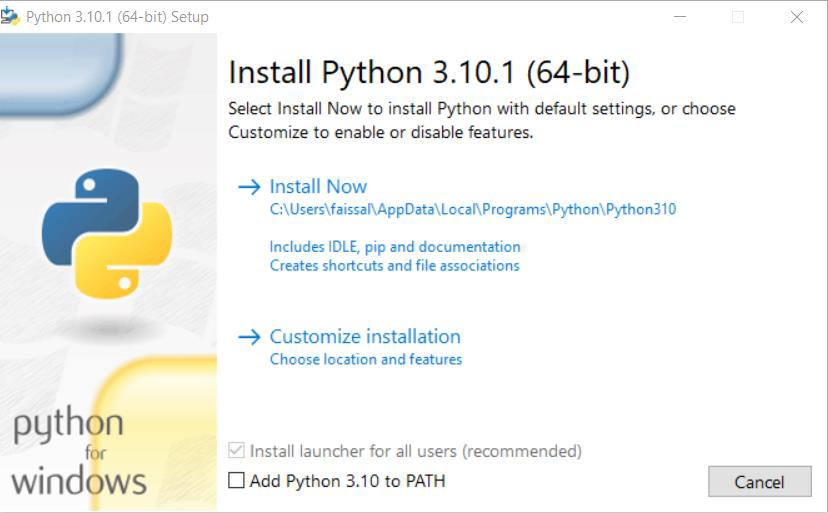 Python 3.10.1 (64-bit) Setup
Install Python 3.10.1 (64-bit)
Select Install Now to install Python with default settings, or choose
Customize to enable or disable features.
Install Now
C:\Users\faissal\AppData\Local\Programs\Python\Python310
Includes IDLE, pip and documentation
Creates shortcuts and file associations
Customize installation
Choose location and features
python
for
windows
Install launcher for all users (recommended)
Add Python 3.10 to PATH
Cancel